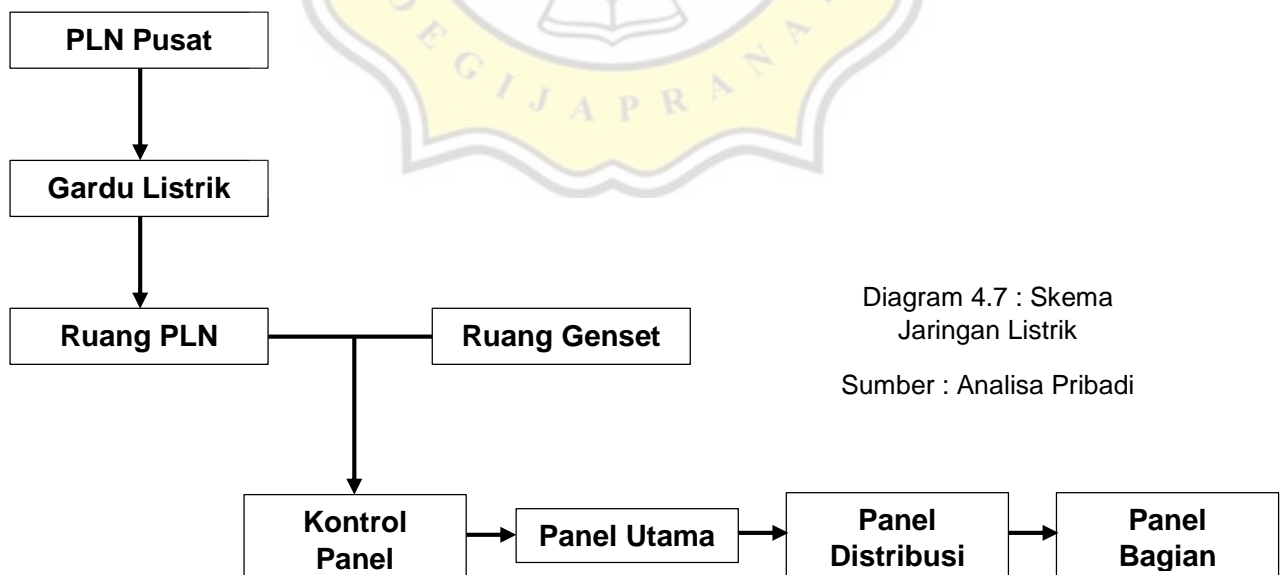 PLN Pusat
Gardu Listrik
Ruang PLN
Ruang Genset
Diagram 4.7 : Skema
Jaringan Listrik
Sumber : Analisa Pribadi
Kontrol
Panel
Panel Utama
Panel
Distribusi
Panel
Bagian
EGIJAPRANA